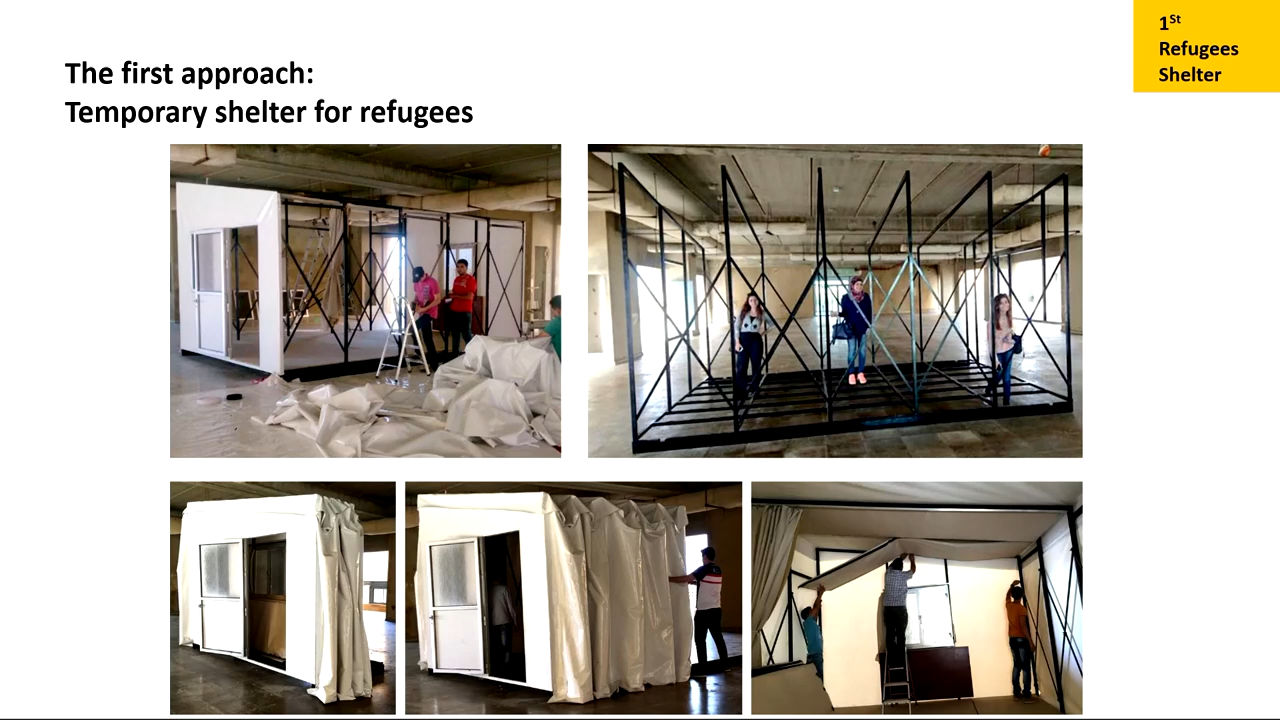 The first approach:
Temporary shelter for refugees
1St
Refugees
Shelter